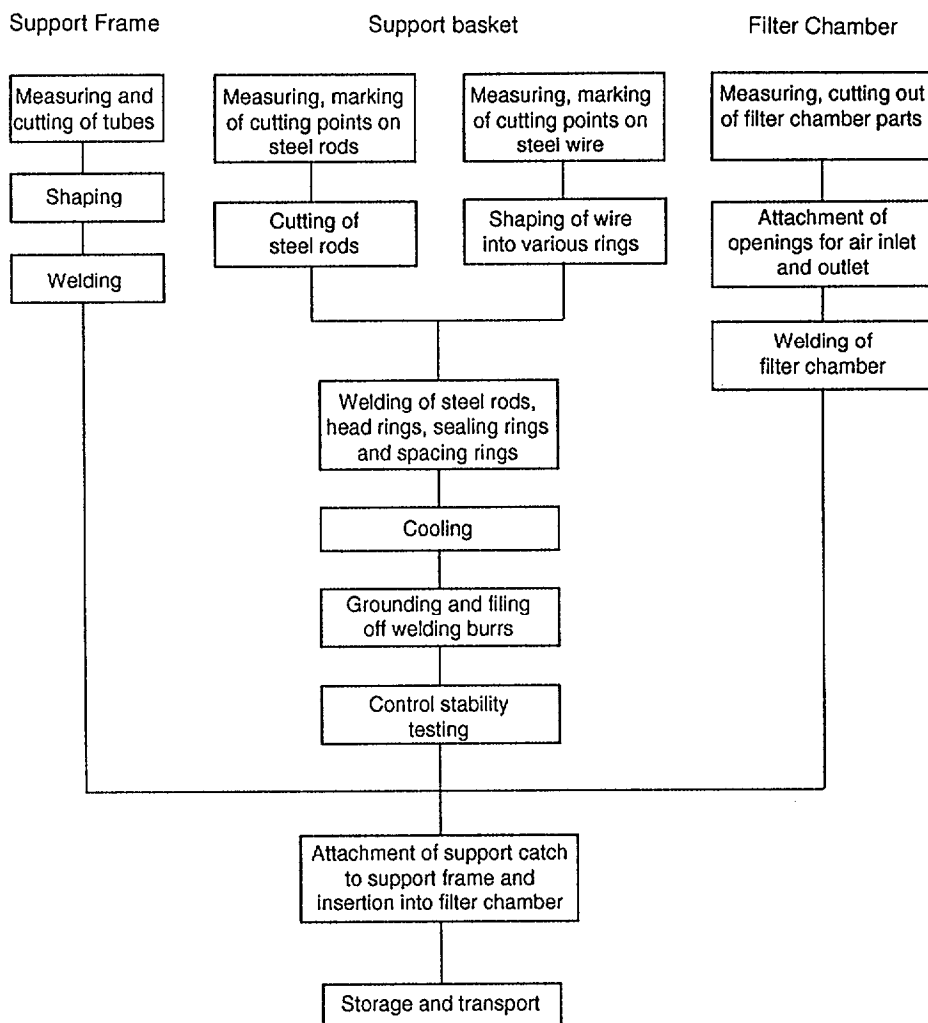 Support Frame
Support basket
Filter Chamber
Measuring and
cutting of tubes
Shaping
Welding
Measuring, marking
of cutting points on
steel rods
Cutting of
steel rods
Measuring, marking
of cutting points on
steel wire
Shaping of wire
into various rings
Measuring, cutting out
of filter chamber parts
Attachment of
openings for air inlet
and outlet
Welding of
filter chamber
Welding of steel rods,
head rings, sealing rings
and spacing rings
Cooling
Grounding and filing
off welding burrs
Control stability
testing
Attachment of support catch
to support frame and
insertion into filter chamber
Storage and transport